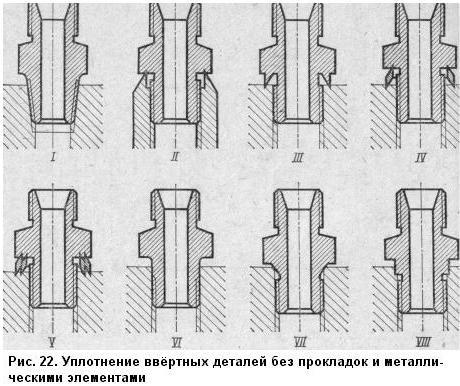 I II III IV
V VI VII VIII
Рис. 22. Уплотнение ввёртных деталей без прокладок и металли-
ческими элементами